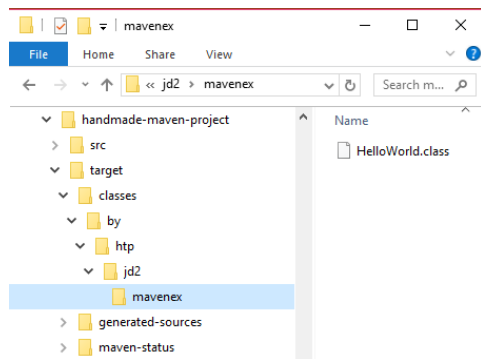 mavenex
File Home Share View
« jd2 › mavenex Search m...
handmade-maven-project
Name
src
HelloWorld.class
target
classes
by
htp
jd2
mavenex
generated-sources
maven-status